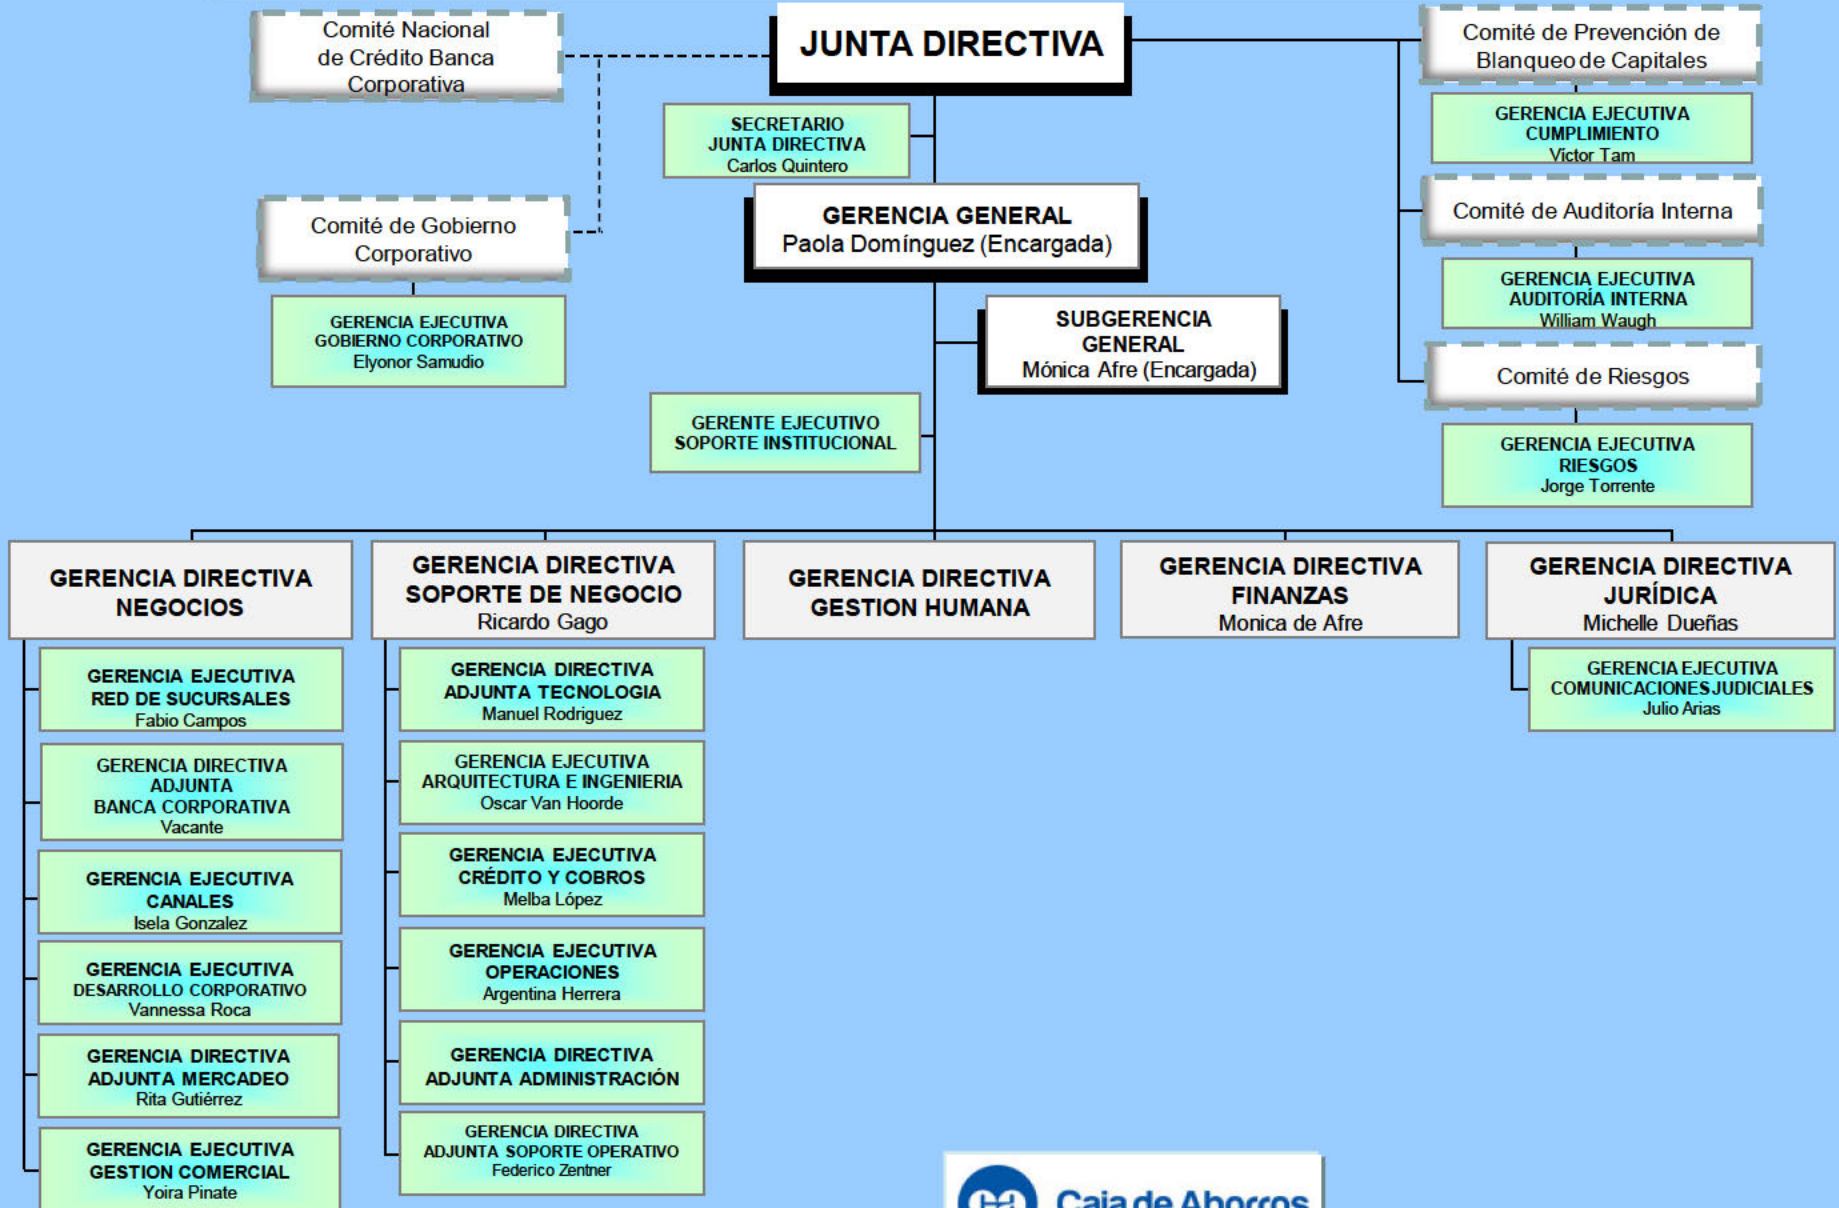 Comité Nacional
de Crédito Banca
Corporativa
JUNTA DIRECTIVA
Comité de Prevención de
Blanqueo de Capitales
SECRETARIO
JUNTA DIRECTIVA
Carlos Quintero
GERENCIA EJECUTIVA
CUMPLIMIENTO
Víctor Tam
Comité de Gobierno
Corporativo
GERENCIA GENERAL
Paola Domínguez (Encargada)
Comité de Auditoría Interna
GERENCIA EJECUTIVA
GOBIERNO CORPORATIVO
Elyonor Samudio
SUBGERENCIA
GENERAL
Mónica Afre (Encargada)
GERENCIA EJECUTIVA
AUDITORÍA INTERNA
William Waugh
Comité de Riesgos
GERENTE EJECUTIVO
SOPORTE INSTITUCIONAL
GERENCIA EJECUTIVA
RIESGOS
Jorge Torrente
GERENCIA DIRECTIVA
NEGOCIOS
GERENCIA DIRECTIVA
SOPORTE DE NEGOCIO
Ricardo Gago
GERENCIA DIRECTIVA
GESTION HUMANA
GERENCIA DIRECTIVA
FINANZAS
Monica de Afre
GERENCIA DIRECTIVA
JURÍDICA
Michelle Dueñas
GERENCIA EJECUTIVA
RED DE SUCURSALES
Fabio Campos
GERENCIA DIRECTIVA
ADJUNTA
BANCA CORPORATIVA
Vacante
GERENCIA EJECUTIVA
CANALES
Isela Gonzalez
GERENCIA EJECUTIVA
DESARROLLO CORPORATIVO
Vannessa Roca
GERENCIA DIRECTIVA
ADJUNTA MERCADEO
Rita Gutiérrez
GERENCIA EJECUTIVA
GESTION COMERCIAL
Yoira Pinate
GERENCIA DIRECTIVA
ADJUNTA TECNOLOGIA
Manuel Rodriguez
GERENCIA EJECUTIVA
ARQUITECTURA E INGENIERIA
Oscar Van Hoorde
GERENCIA EJECUTIVA
CRÉDITO Y COBROS
Melba López
GERENCIA EJECUTIVA
OPERACIONES
Argentina Herrera
GERENCIA DIRECTIVA
ADJUNTA ADMINISTRACIÓN
GERENCIA DIRECTIVA
ADJUNTA SOPORTE OPERATIVO
Federico Zentner
GERENCIA EJECUTIVA
COMUNICACIONES JUDICIALES
Julio Arias
ca Caja de Ahorros